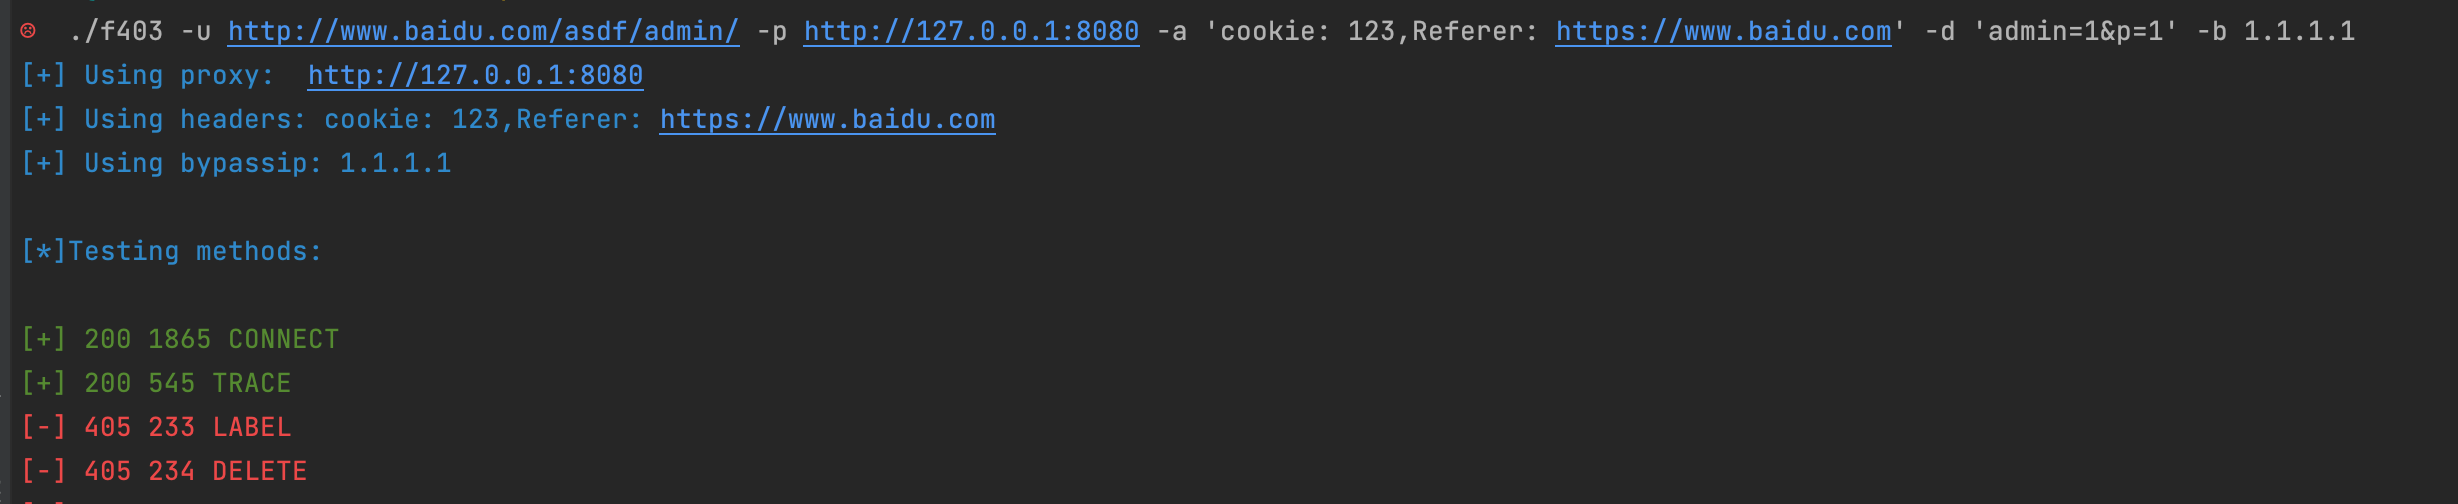 ./f403 -u http://www.baidu.com/asdf/admin/ -p http://127.0.0.1:8080 -a 'cookie: 123,Referer: https://www.baidu.com' -d 'admin=1&p=1' -b 1.1.1.1
[+] Using proxy:  http://127.0.0.1:8080
[+] Using headers: cookie: 123,Referer: https://www.baidu.com
[+] Using bypassip: 1.1.1.1
[*]Testing methods:
[+] 200 1865 CONNECT
[+] 200 545 TRACE
[-] 405 233 LABEL
[-] 405 234 DELETE